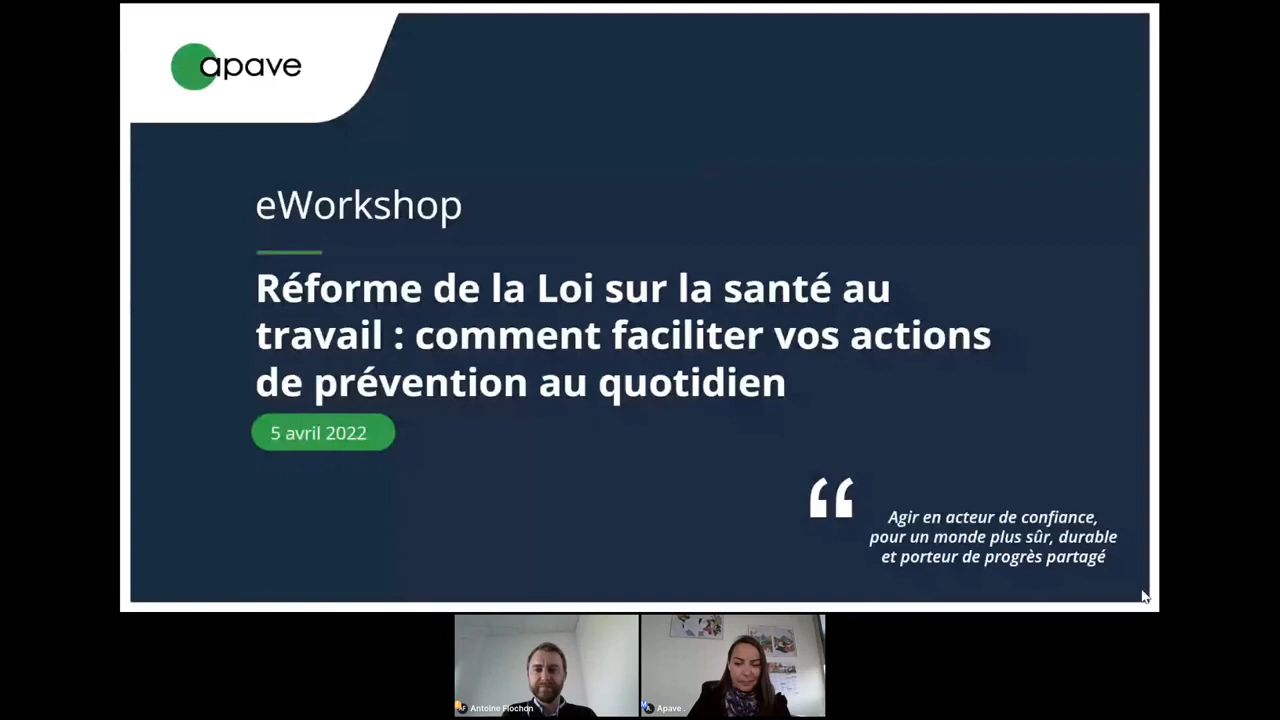 apave
eWorkshop
Réforme de la Loi sur la santé au
travail : comment faciliter vos actions
de prévention au quotidien
5 avril 2022
“
Agir en acteur de confiance,
pour un monde plus sûr, durable
et porteur de progrès partagé
AF Antoine Flochon
A. Apave .